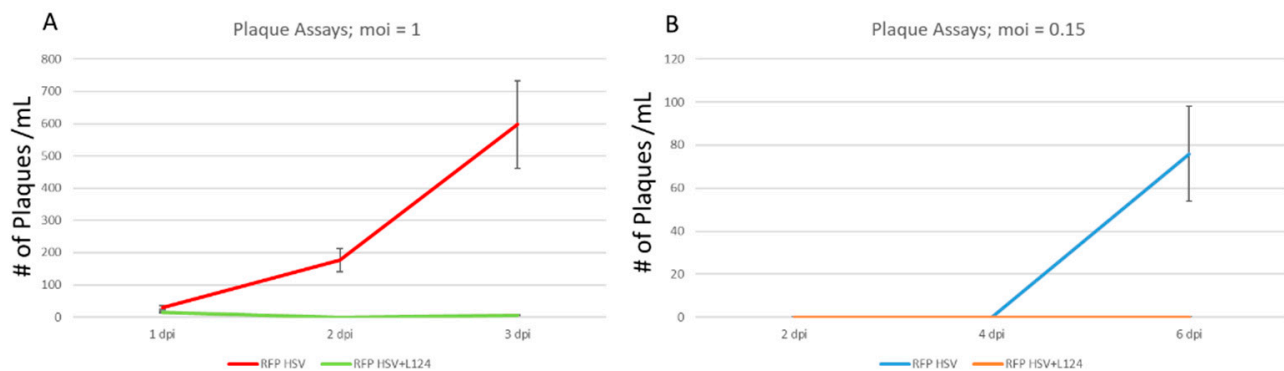 A
Plaque Assays; moi = 1
# of Plaques /mL
800
700
600
500
400
300
200
100
0
1 dpi 2 dpi 3 dpi
RFP HSV RFP HSV+L124
B
Plaque Assays; moi = 0.15
# of Plaques /mL
120
100
80
60
40
20
0
2 dpi 4 dpi 6 dpi
RFP HSV RFP HSV+L124